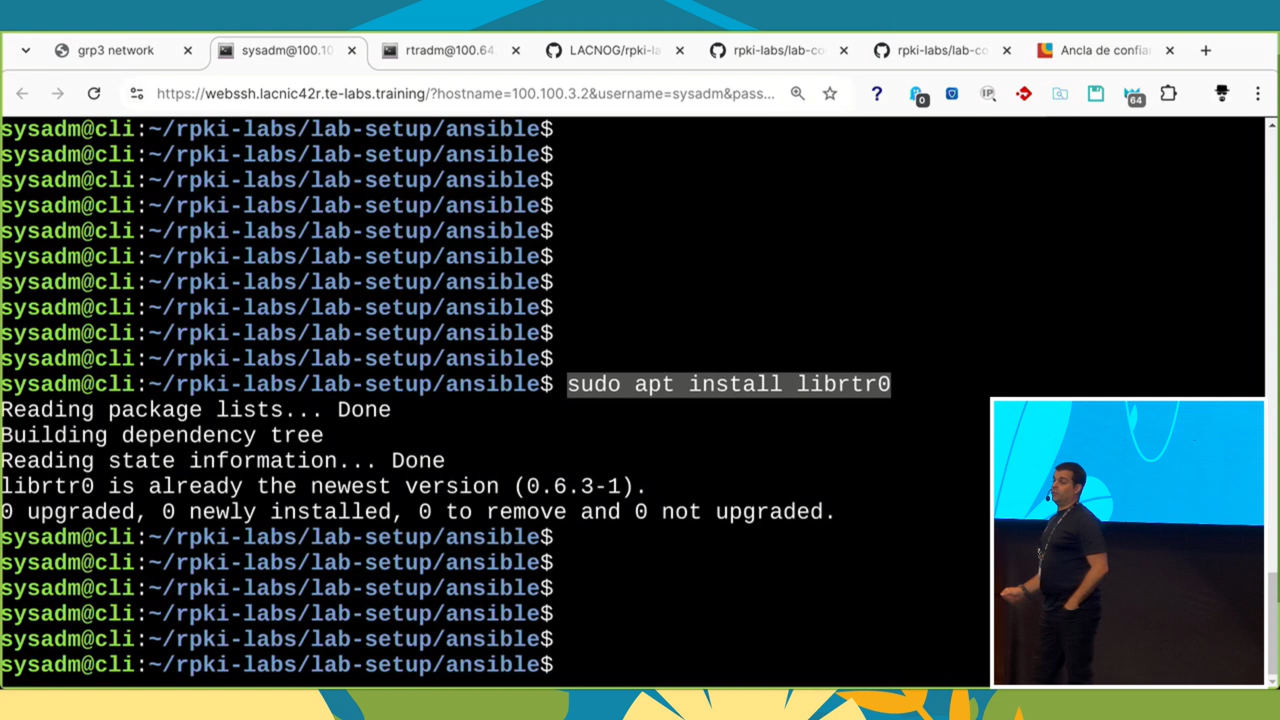 grp3 network
sysadm@100.10
rtradm@100.64.
LACNOG/rpki-la
rpki-labs/lab-co
rpki-labs/lab-co
Ancla de confia
https://webssh.lacnic42r.te-labs.training/?hostname=100.100.3.2&username=sysadm&pass...
?
0
IP
64
sysadm@cli:~/rpki-labs/lab-setup/ansible$
sysadm@cli:~/rpki-labs/lab-setup/ansible$
sysadm@cli:~/rpki-labs/lab-setup/ansible$
sysadm@cli:~/rpki-labs/lab-setup/ansible$
sysadm@cli:~/rpki-labs/lab-setup/ansible$
sysadm@cli:~/rpki-labs/lab-setup/ansible$
sysadm@cli:~/rpki-labs/lab-setup/ansible$
sysadm@cli:~/rpki-labs/lab-setup/ansible$
sysadm@cli:~/rpki-labs/lab-setup/ansible$
sysadm@cli:~/rpki-labs/lab-setup/ansible$
sysadm@cli:~/rpki-labs/lab-setup/ansible$ sudo apt install librtr0
Reading package lists... Done
Building dependency tree
Reading state information... Done
librtr0 is already the newest version (0.6.3-1).
0 upgraded, 0 newly installed, 0 to remove and 0 not upgraded.
sysadm@cli:~/rpki-labs/lab-setup/ansible$
sysadm@cli:~/rpki-labs/lab-setup/ansible$
sysadm@cli:~/rpki-labs/lab-setup/ansible$
sysadm@cli:~/rpki-labs/lab-setup/ansible$
sysadm@cli:~/rpki-labs/lab-setup/ansible$
sysadm@cli:~/rpki-labs/lab-setup/ansible$